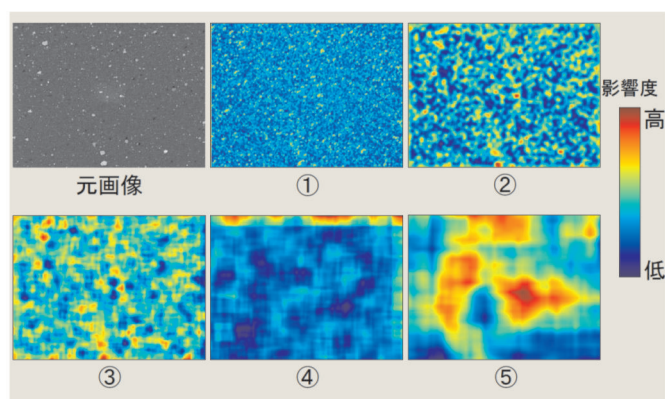 影響度
高
元画像
①
②
低
③
④
⑤